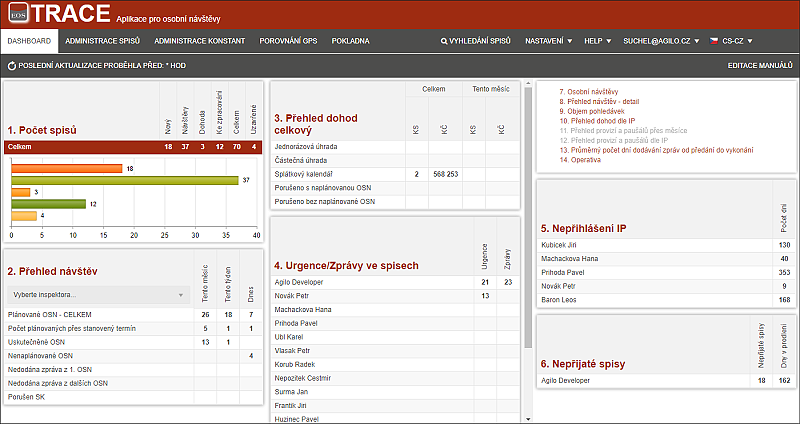 EOS TRACE Aplikace pro osobní návštěvy
DASHBOARD ADMINISTRACE SPISŮ ADMINISTRACE KONSTANT POROVNÁNÍ GPS POKLADNA VYHLEDÁNÍ SPISŮ NASTAVENÍ HELP SUCHEL@AGILO.CZ CS-CZ
POSLEDNÍ AKTUALIZACE PROBĚHLA PŘED: * HOD EDITACE MANUÁLŮ
1. Počet spisů
Nový Návštěvy Dohoda Ke zpracování Celkem Uzavřené
Celkem 18 37 3 12 70 4
18
37
3
12
4
0 5 10 15 20 25 30 35 40
2. Přehled návštěv
Tento měsíc Tento týden Dnes
Vyberte inspektora...
Plánované OSN - CELKEM 26 18 7
Počet plánovaných přes stanovený termín 5 1 1
Uskutečněné OSN 13 1
Nenaplánované OSN 4
Nedodána zpráva z 1. OSN
Nedodána zpráva z dalších OSN
Porušen SK
Celkem Tento měsíc
3. Přehled dohod
celkový
KS KČ KS KČ
Jednorázová úhrada
Částečná úhrada
Splátkový kalendář 2 568 253
Porušeno s naplánovanou OSN
Porušeno bez naplánované OSN
4. Urgence/Zprávy ve spisech
Urgence Zprávy
Agilo Developer 21 23
Novák Petr 13
Machackova Hana
Prihoda Pavel
Ubl Karel
Vlasak Petr
Korub Radek
Nepozitek Cestmir
Surma Jan
Frantik Jiri
Huzinec Pavel
7. Osobní návštěvy
8. Přehled návštěv - detail
9. Objem pohledávek
10. Přehled dohod dle IP
11. Přehled provizí a paušálů přes měsíce
12. Přehled provizí a paušálů dle IP
13. Průměrný počet dní dodávání zpráv od předání do vykonání
14. Operativa
5. Nepřihlášení IP
Počet dní
Kubicek Jiri 130
Machackova Hana 40
Prihoda Pavel 353
Novák Petr 9
Baron Leos 168
6. Nepřijaté spisy
Nepřijaté spisy Dny v prodlení
Agilo Developer 18 162